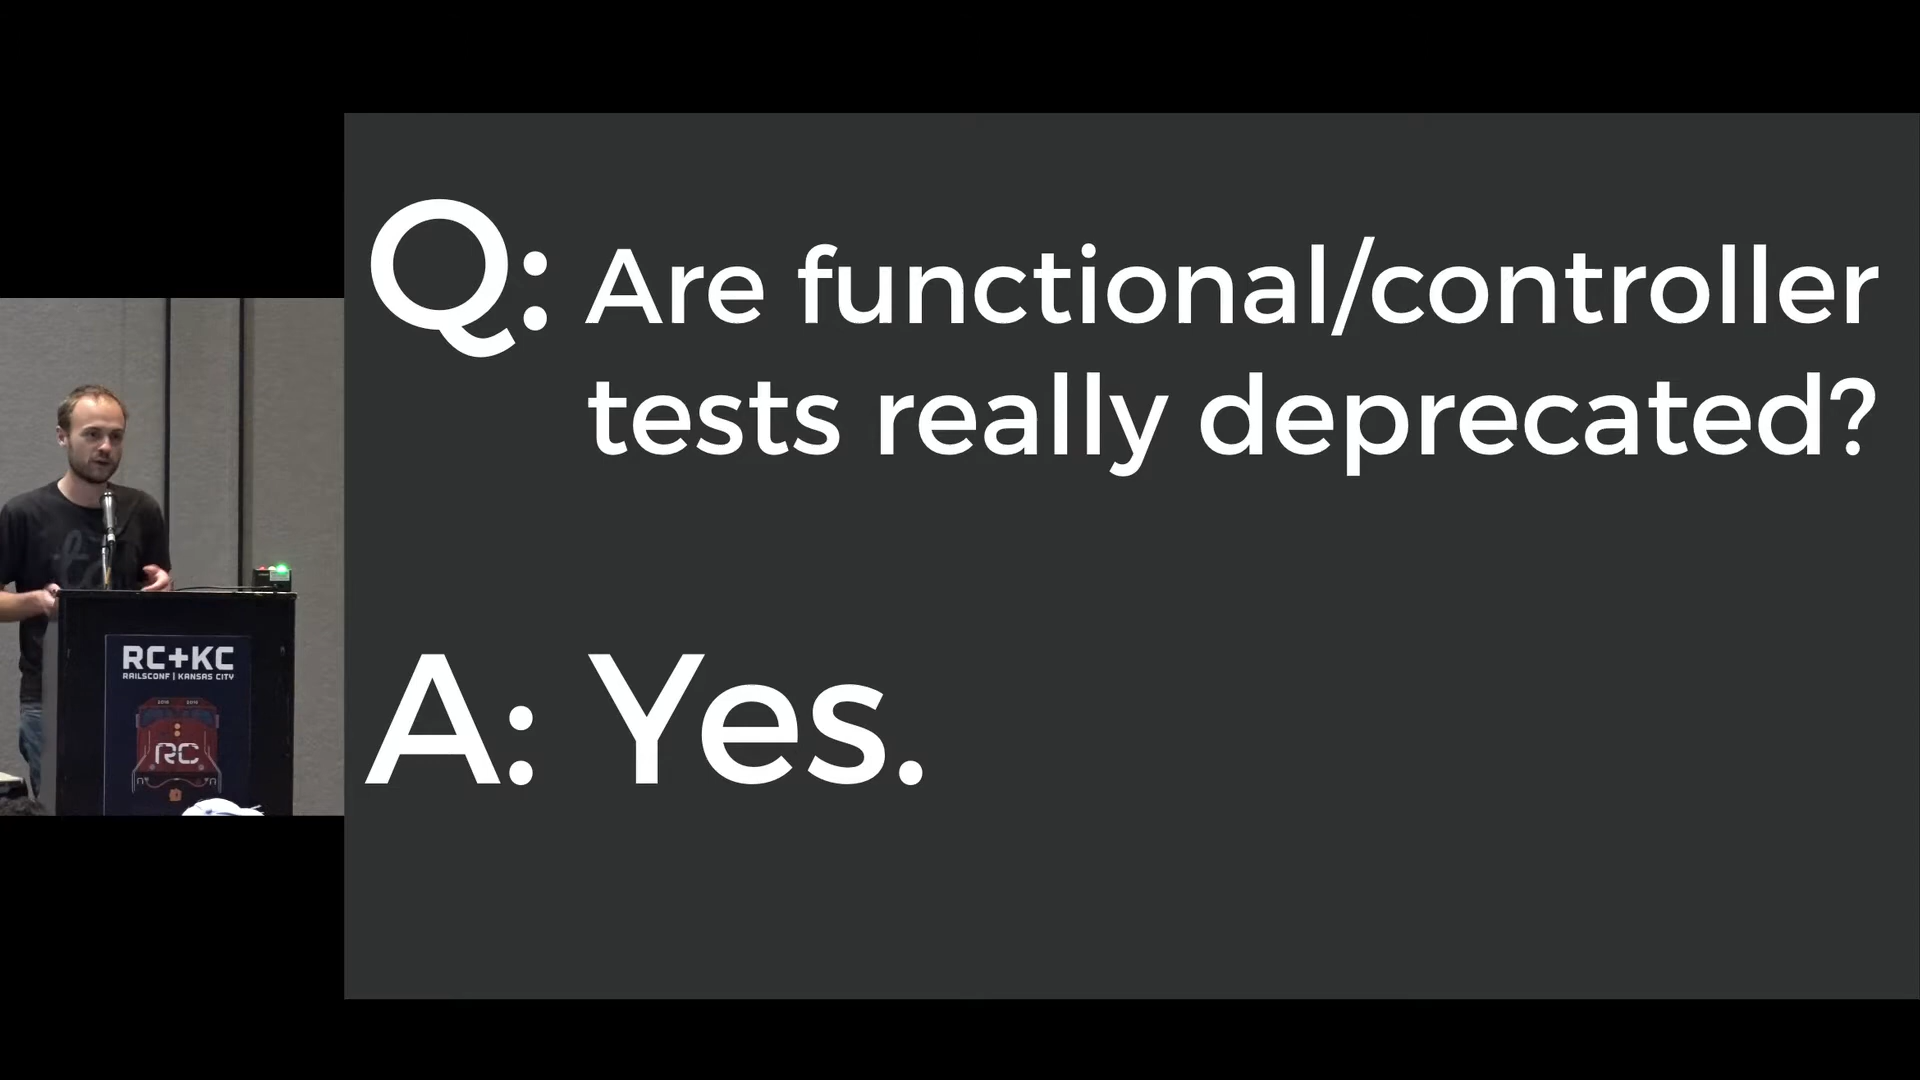 Q: Are functional/controller
tests really deprecated?
A: Yes.
RC+KC
RAILSCONF | KANSAS CITY
RC